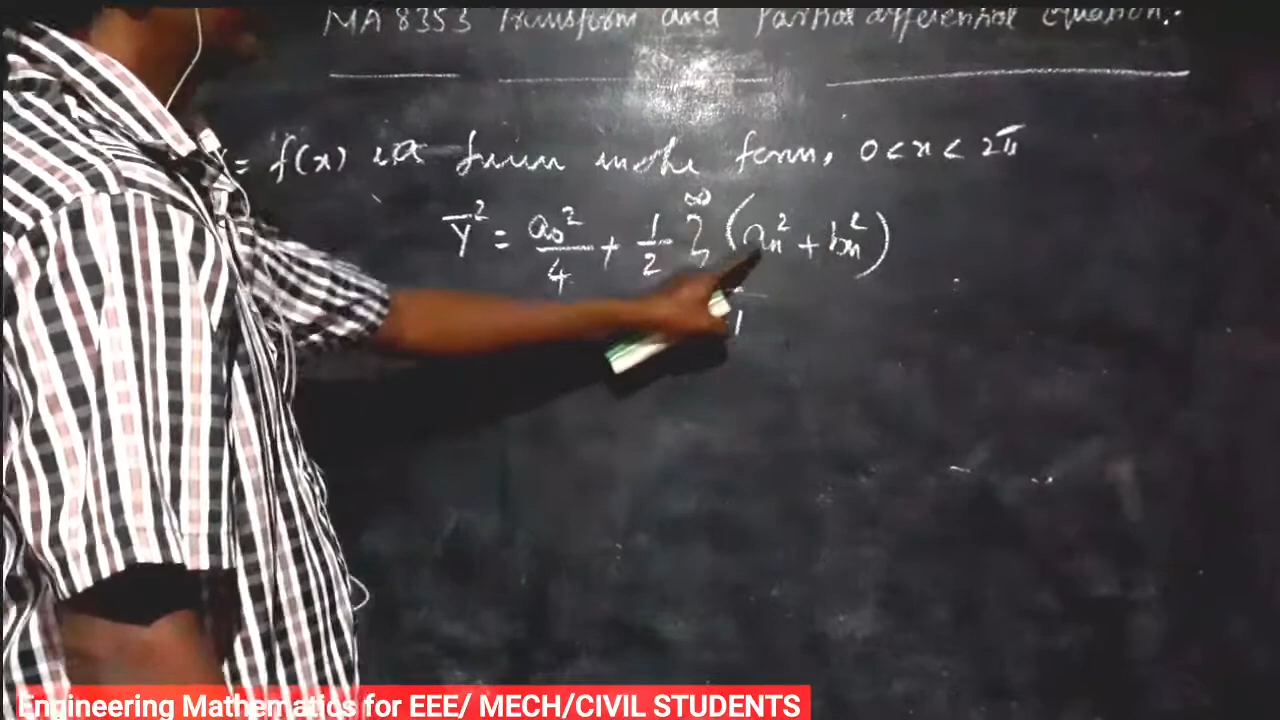 MA 8353 Transform and Partial differential Equation.
= f(x) in the form, 0 < x < 2π
ȳ² = a₀²/4 + 1/2 ∑ ∞ 1 (aₙ² + bₙ²)
Engineering Mathematics for EEE/ MECH/CIVIL STUDENTS